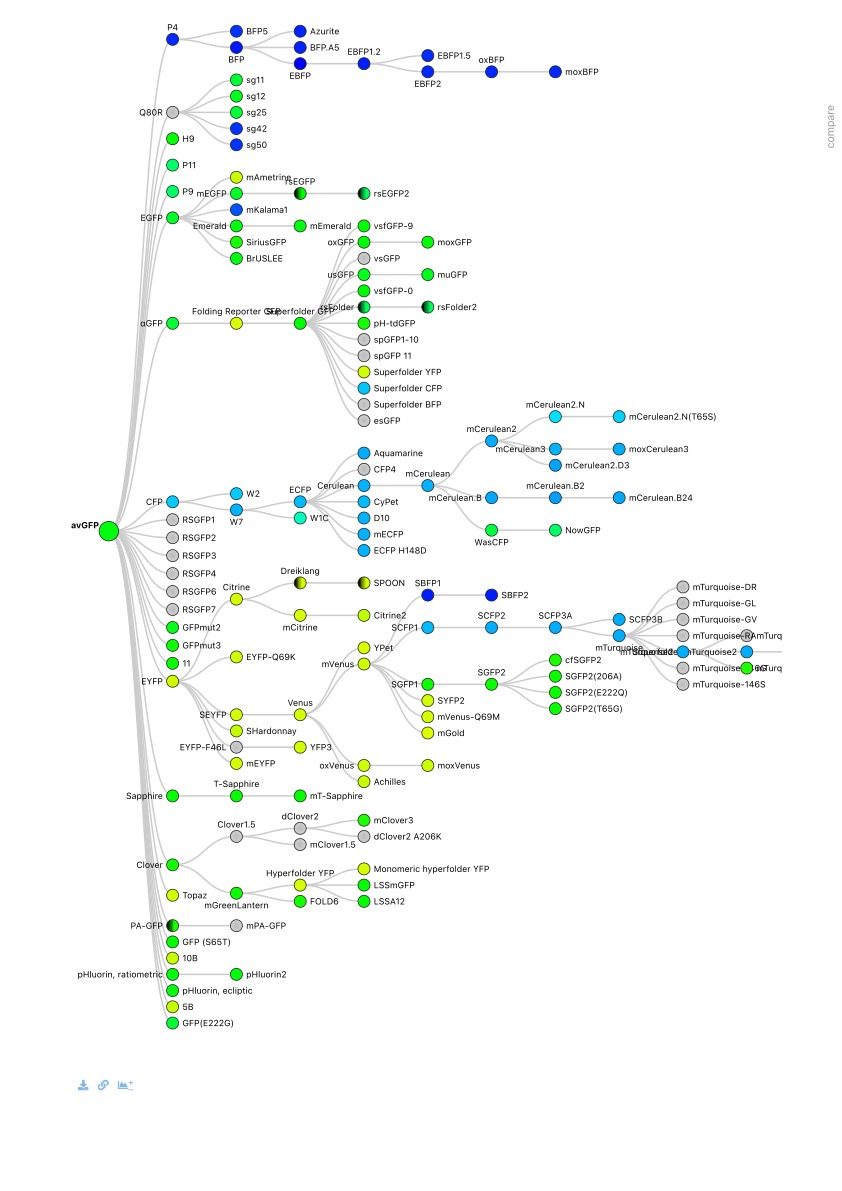 P4
BFP5
BFP
Azurite
BFP.A5
EBFP
EBFP1.2
EBFP1.5
EBFP2
oxBFP
moxBFP
compare
Q80R
sg11
sg12
sg25
sg42
sg50
H9
P11
P9
EGFP
mAmetrine
mEGFP
rsEGFP
rsEGFP2
mKalama1
Emerald
mEmerald
SiriusGFP
BrUSLEE
αGFP
Folding Reporter GFP
Superfolder GFP
vsfGFP-9
oxGFP
moxGFP
vsGFP
usGFP
muGFP
vsfGFP-0
rsFolder
rsFolder2
pH-tdGFP
spGFP1-10
spGFP 11
Superfolder YFP
Superfolder CFP
Superfolder BFP
esGFP
avGFP
CFP
W2
W7
ECFP
W1C
Aquamarine
CFP4
Cerulean
CyPet
D10
mECFP
ECFP H148D
mCerulean
mCerulean2
mCerulean2.N
mCerulean2.N(T65S)
mCerulean3
moxCerulean3
mCerulean2.D3
mCerulean.B
mCerulean.B2
mCerulean.B24
WasCFP
NowGFP
RSGFP1
RSGFP2
RSGFP3
RSGFP4
RSGFP6
RSGFP7
GFPmut2
GFPmut3
11
EYFP
Citrine
Dreiklang
SPOON
mCitrine
Citrine2
EYFP-Q69K
SEYFP
Venus
SHardonnay
EYFP-F46L
YFP3
mEYFP
mVenus
YPet
SBFP1
SBFP2
SCFP1
SCFP2
SCFP3A
SCFP3B
mTurquoise
mTurquoise-DR
mTurquoise-GL
mTurquoise-GV
mTurquoise-RA
mTurq
mTurquoise2
mTurquoise-146G
mTurq
mTurquoise-146S
SGFP1
SGFP2
cfSGFP2
SGFP2(206A)
SGFP2(E222Q)
SGFP2(T65G)
SYFP2
mVenus-Q69M
mGold
oxVenus
moxVenus
Achilles
Sapphire
T-Sapphire
mT-Sapphire
Clover
Clover1.5
dClover2
mClover3
dClover2 A206K
mClover1.5
mGreenLantern
Hyperfolder YFP
Monomeric hyperfolder YFP
LSSmGFP
FOLD6
LSSA12
Topaz
PA-GFP
mPA-GFP
GFP (S65T)
10B
pHluorin, ratiometric
pHluorin2
pHluorin, ecliptic
5B
GFP(E222G)